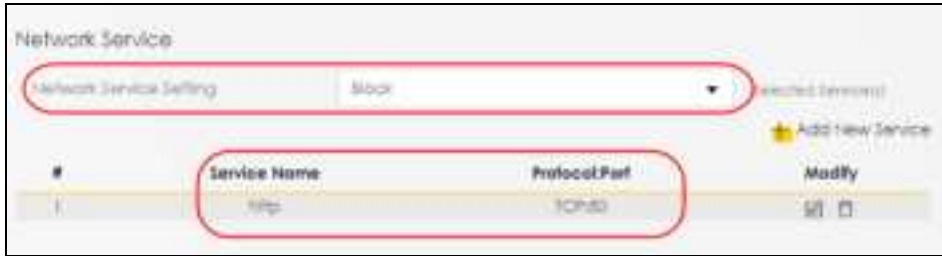 Network Service
Network Service Setting Block selected service(s)
Add New Service
# Service Name Protocol:Port Modify
1 http TCP:80